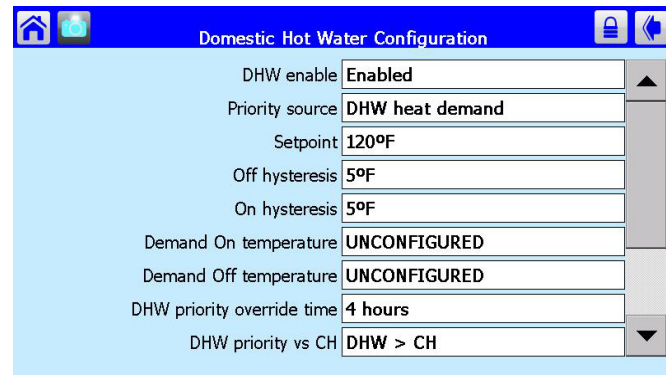 Domestic Hot Water Configuration
DHW enable Enabled
Priority source DHW heat demand
Setpoint 120ºF
Off hysteresis 5ºF
On hysteresis 5ºF
Demand On temperature UNCONFIGURED
Demand Off temperature UNCONFIGURED
DHW priority override time 4 hours
DHW priority vs CH DHW > CH